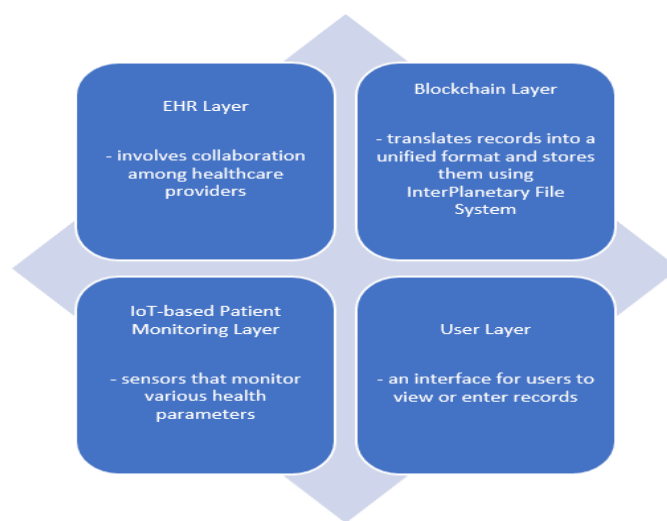 EHR Layer
- involves collaboration
among healthcare
providers
Blockchain Layer
- translates records into a
unified format and stores
them using
InterPlanetary File
System
IoT-based Patient
Monitoring Layer
- sensors that monitor
various health
parameters
User Layer
- an interface for users to
view or enter records